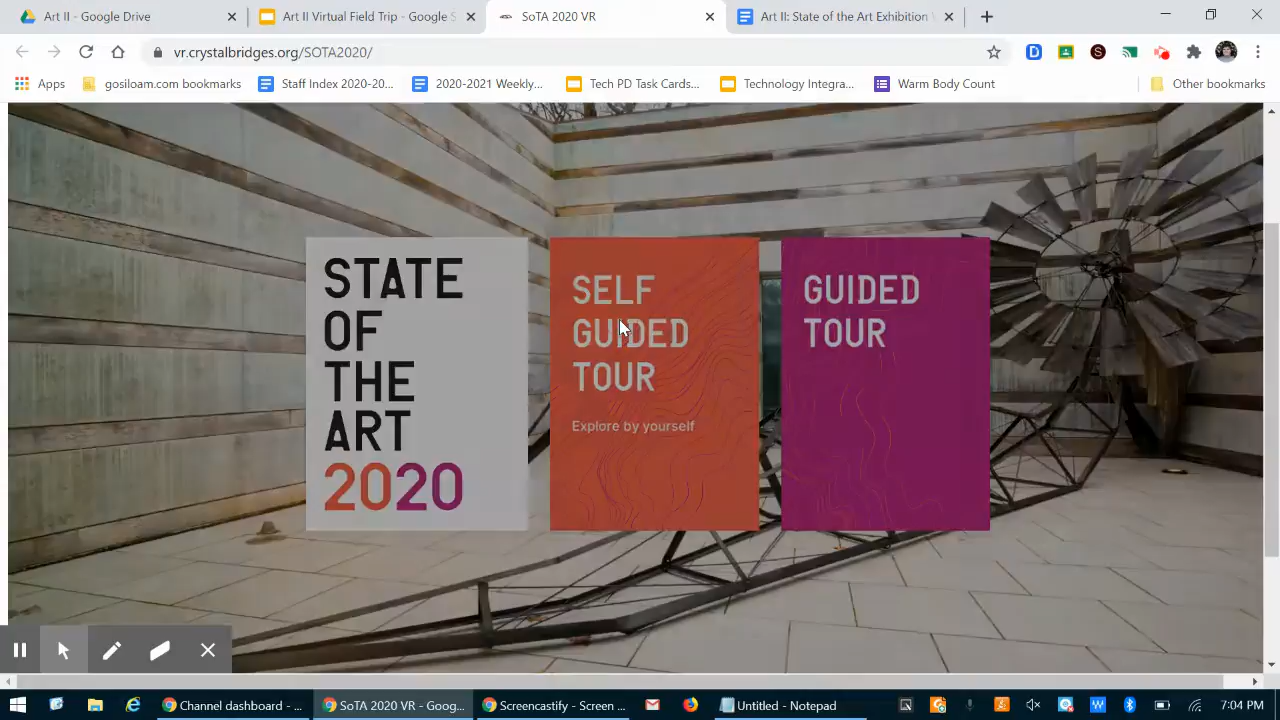 Art II - Google Drive
Art II Virtual Field Trip - Google S
SoTA 2020 VR
Art II: State of the Art Exhibition V
vr.crystalbridges.org/SOTA2020/
Apps
gosiloam.com bookmarks
Staff Index 2020-20...
2020-2021 Weekly...
Tech PD Task Cards...
Technology Integra...
Warm Body Count
Other bookmarks
STATE
OF
THE
ART
2020
SELF
GUIDED
TOUR
Explore by yourself
GUIDED
TOUR
Channel dashboard - ...
SoTA 2020 VR - Goog...
Screencastify - Screen ...
Untitled - Notepad
7:04 PM